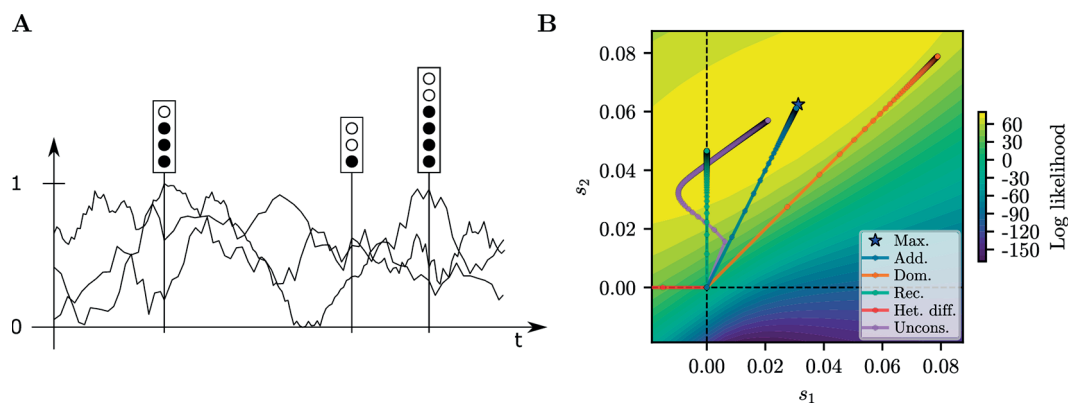 A
1
0
t
B
0.08
0.06
0.04
0.02
0.00
s2
0.00 0.02 0.04 0.06 0.08
s1
Max.
Add.
Dom.
Rec.
Het. diff.
Uncons.
60
30
0
-30
-60
-90
-120
-150
Log likelihood